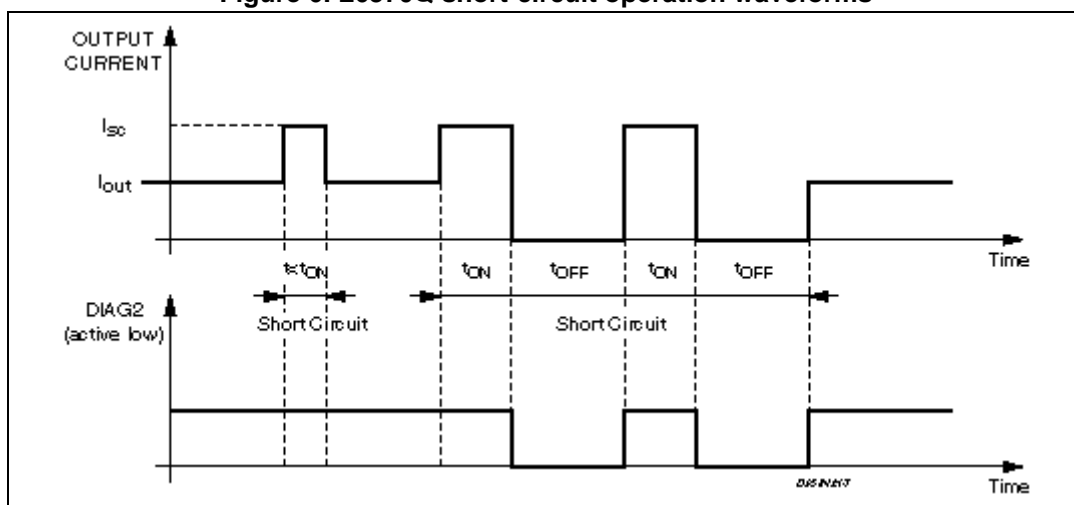 OUTPUT
CURRENT
Isc
Iout
Time
t<tON
tON
tOFF
tON
tOFF
DIAG2
(active low)
Short Circuit
Short Circuit
Time